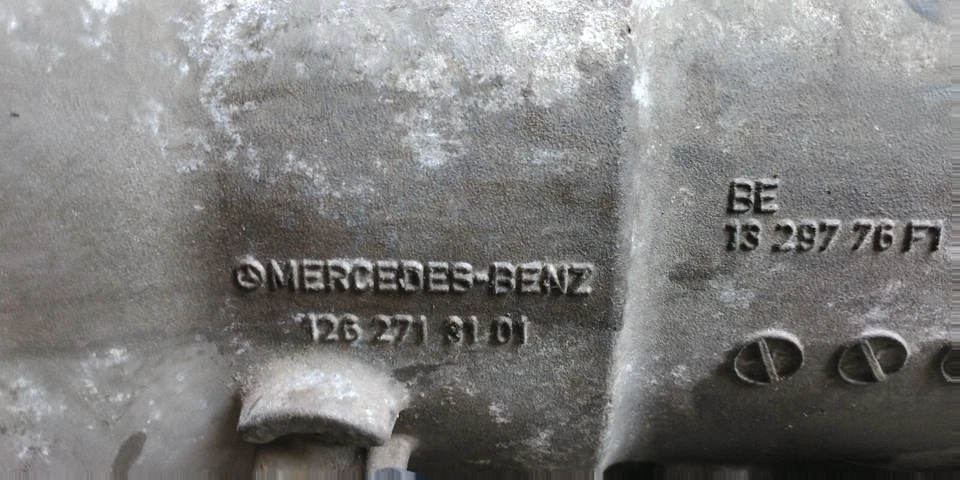 MERCEDES-BENZ
126 271 31 01
BE
13 297 76 F1